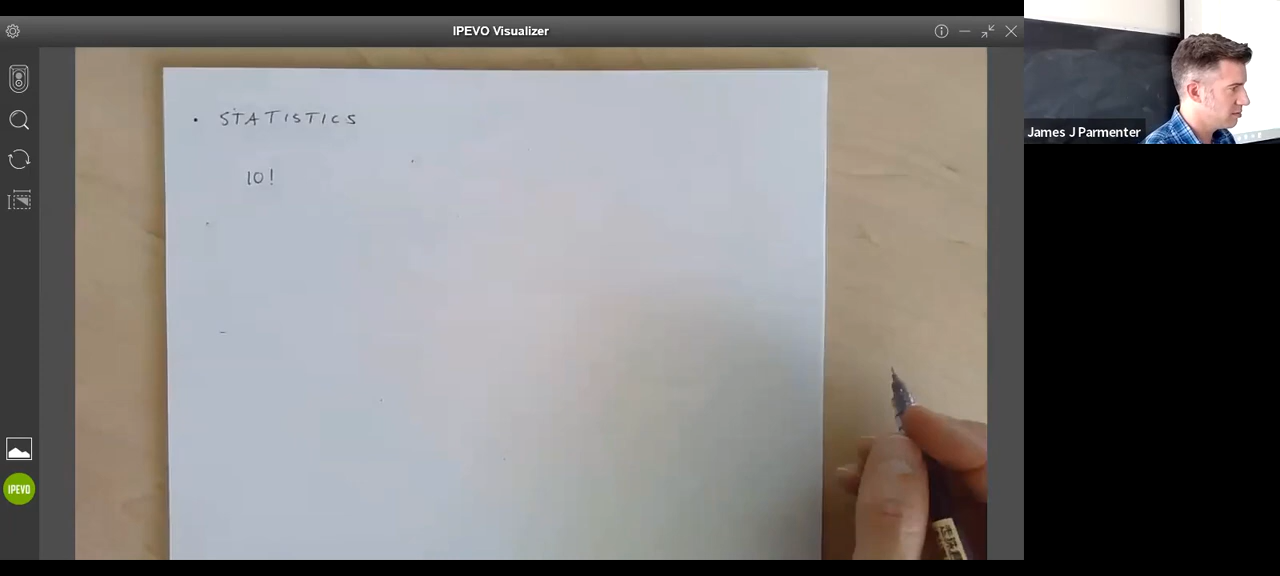 IPEVO Visualizer
• STATISTICS
10!
James J Parmenter
IPEVO